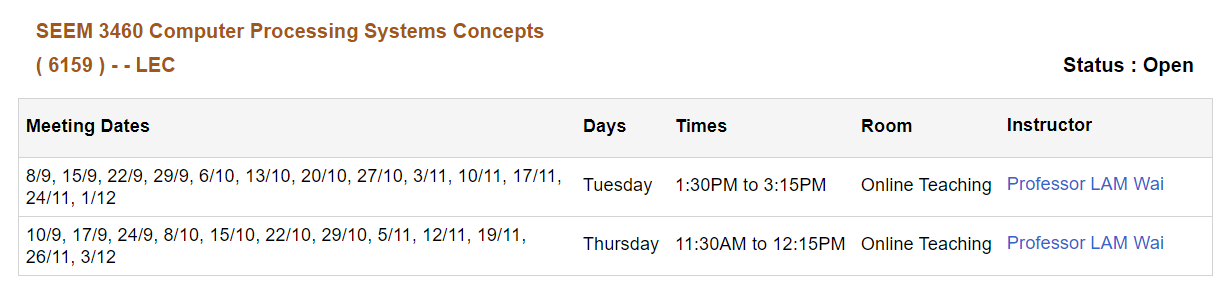 SEEM 3460 Computer Processing Systems Concepts
( 6159 ) - - LEC
Status : Open
Meeting Dates Days Times Room Instructor
8/9, 15/9, 22/9, 29/9, 6/10, 13/10, 20/10, 27/10, 3/11, 10/11, 17/11,
24/11, 1/12
Tuesday 1:30PM to 3:15PM Online Teaching Professor LAM Wai
10/9, 17/9, 24/9, 8/10, 15/10, 22/10, 29/10, 5/11, 12/11, 19/11,
26/11, 3/12
Thursday 11:30AM to 12:15PM Online Teaching Professor LAM Wai